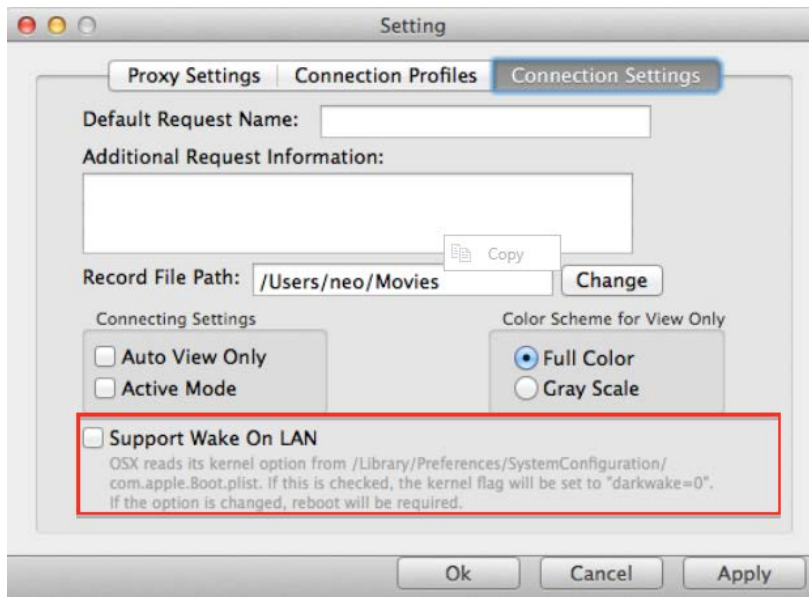 Setting
Proxy Settings Connection Profiles Connection Settings
Default Request Name:
Additional Request Information:
Copy
Record File Path: /Users/neo/Movies Change
Connecting Settings Color Scheme for View Only
Auto View Only Full Color
Active Mode Gray Scale
Support Wake On LAN
OSX reads its kernel option from /Library/Preferences/SystemConfiguration/
com.apple.Boot.plist. If this is checked, the kernel flag will be set to "darkwake=0".
If the option is changed, reboot will be required.
Ok Cancel Apply